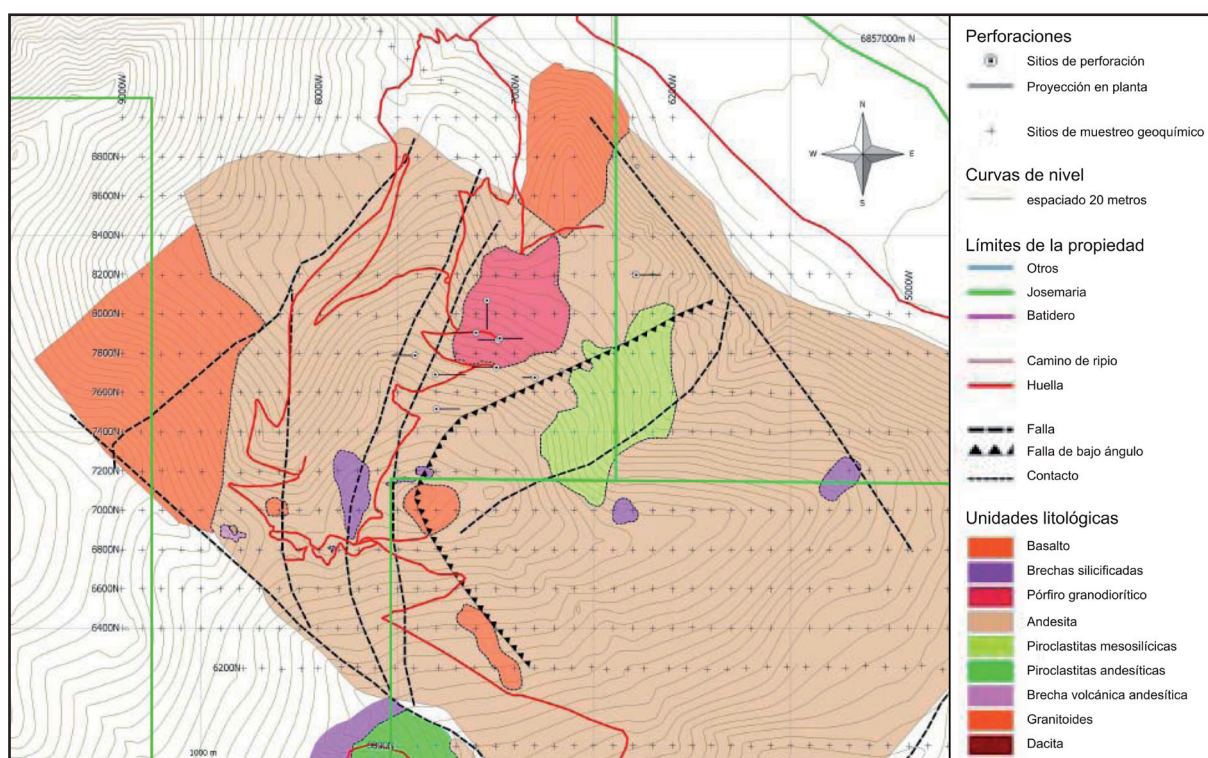 6857000m N
9000W
8000W
7000W
6200W
5000W
N
W
E
S
8800N
8600N
8400N
8200N
8000N
7800N
7600N
7400N
7200N
7000N
6800N
6600N
6400N
6200N
1000 m
Perforaciones
Sitios de perforación
Proyección en planta
Sitios de muestreo geoquímico
Curvas de nivel
espaciado 20 metros
Límites de la propiedad
Otros
Josemaria
Batidero
Camino de ripio
Huella
Falla
Falla de bajo ángulo
Contacto
Unidades litológicas
Basalto
Brechas silicificadas
Pórfiro granodiorítico
Andesita
Piroclastitas mesosilícicas
Piroclastitas andesíticas
Brecha volcánica andesítica
Granitoides
Dacita